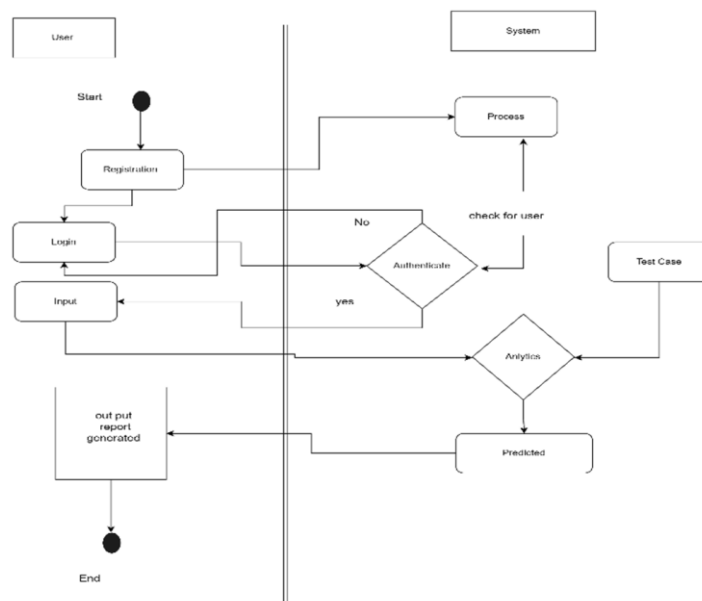 User
System
Start
Process
Registration
No
check for user
Login
Authenticate
Test Case
Input
yes
Anlytics
out put
report
generated
Predicted
End